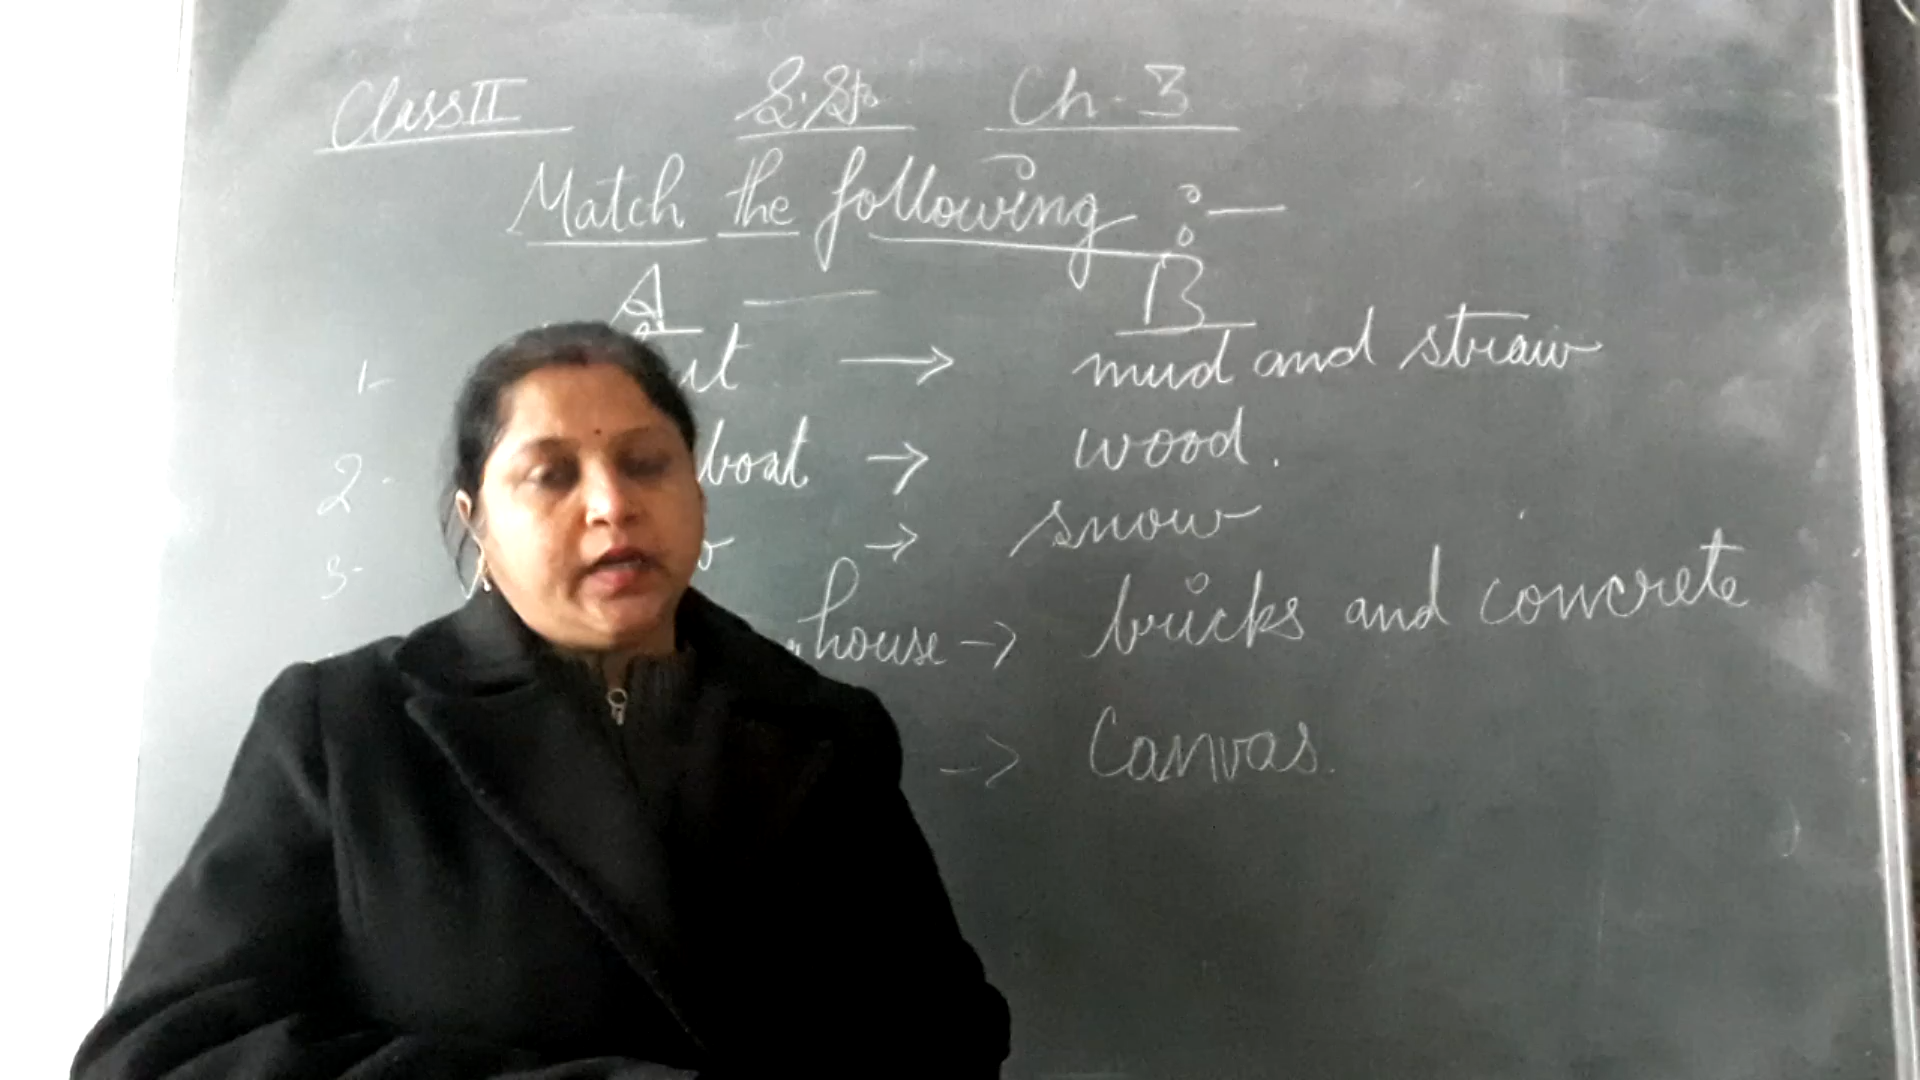 Class II S.St. Ch-3
Match the following :-
A — B
1- → mud and straw
2- boat → wood.
3- → snow
house → bricks and concrete
→ Canvas.